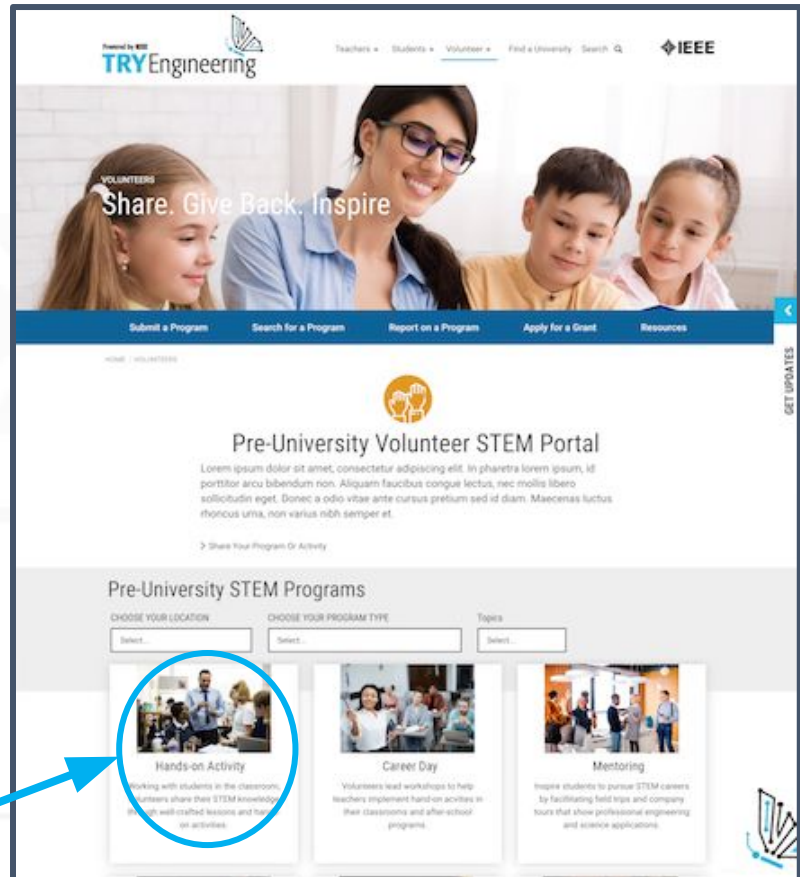 Powered by IEEE
TRYEngineering
Teachers Students Volunteer Find a University Search
IEEE
VOLUNTEERS
Share. Give Back. Inspire
Submit a Program Search for a Program Report on a Program Apply for a Grant Resources
GET UPDATES
HOME | VOLUNTEERS
Pre-University Volunteer STEM Portal
Lorem ipsum dolor sit amet, consectetur adipiscing elit. In pharetra lorem ipsum, id
porttitor arcu bibendum non. Aliquam faucibus congue lectus, nec mollis libero
sollicitudin eget. Donec a odio vitae ante cursus pretium sed id diam. Maecenas luctus
rhoncus urna, non varius nibh semper et.
> Share Your Program Or Activity
Pre-University STEM Programs
CHOOSE YOUR LOCATION CHOOSE YOUR PROGRAM TYPE Topics
Select... Select... Select...
Hands-on Activity
Working with students in the classroom,
volunteers share their STEM knowledge
through well-crafted lessons and hands-
on activities.
Career Day
Volunteers lead workshops to help
teachers implement hand-on acvities in
their classrooms and after-school
programs.
Mentoring
Inspire students to pursue STEM careers
by facilitating field trips and company
tours that show professional engineering
and science applications.